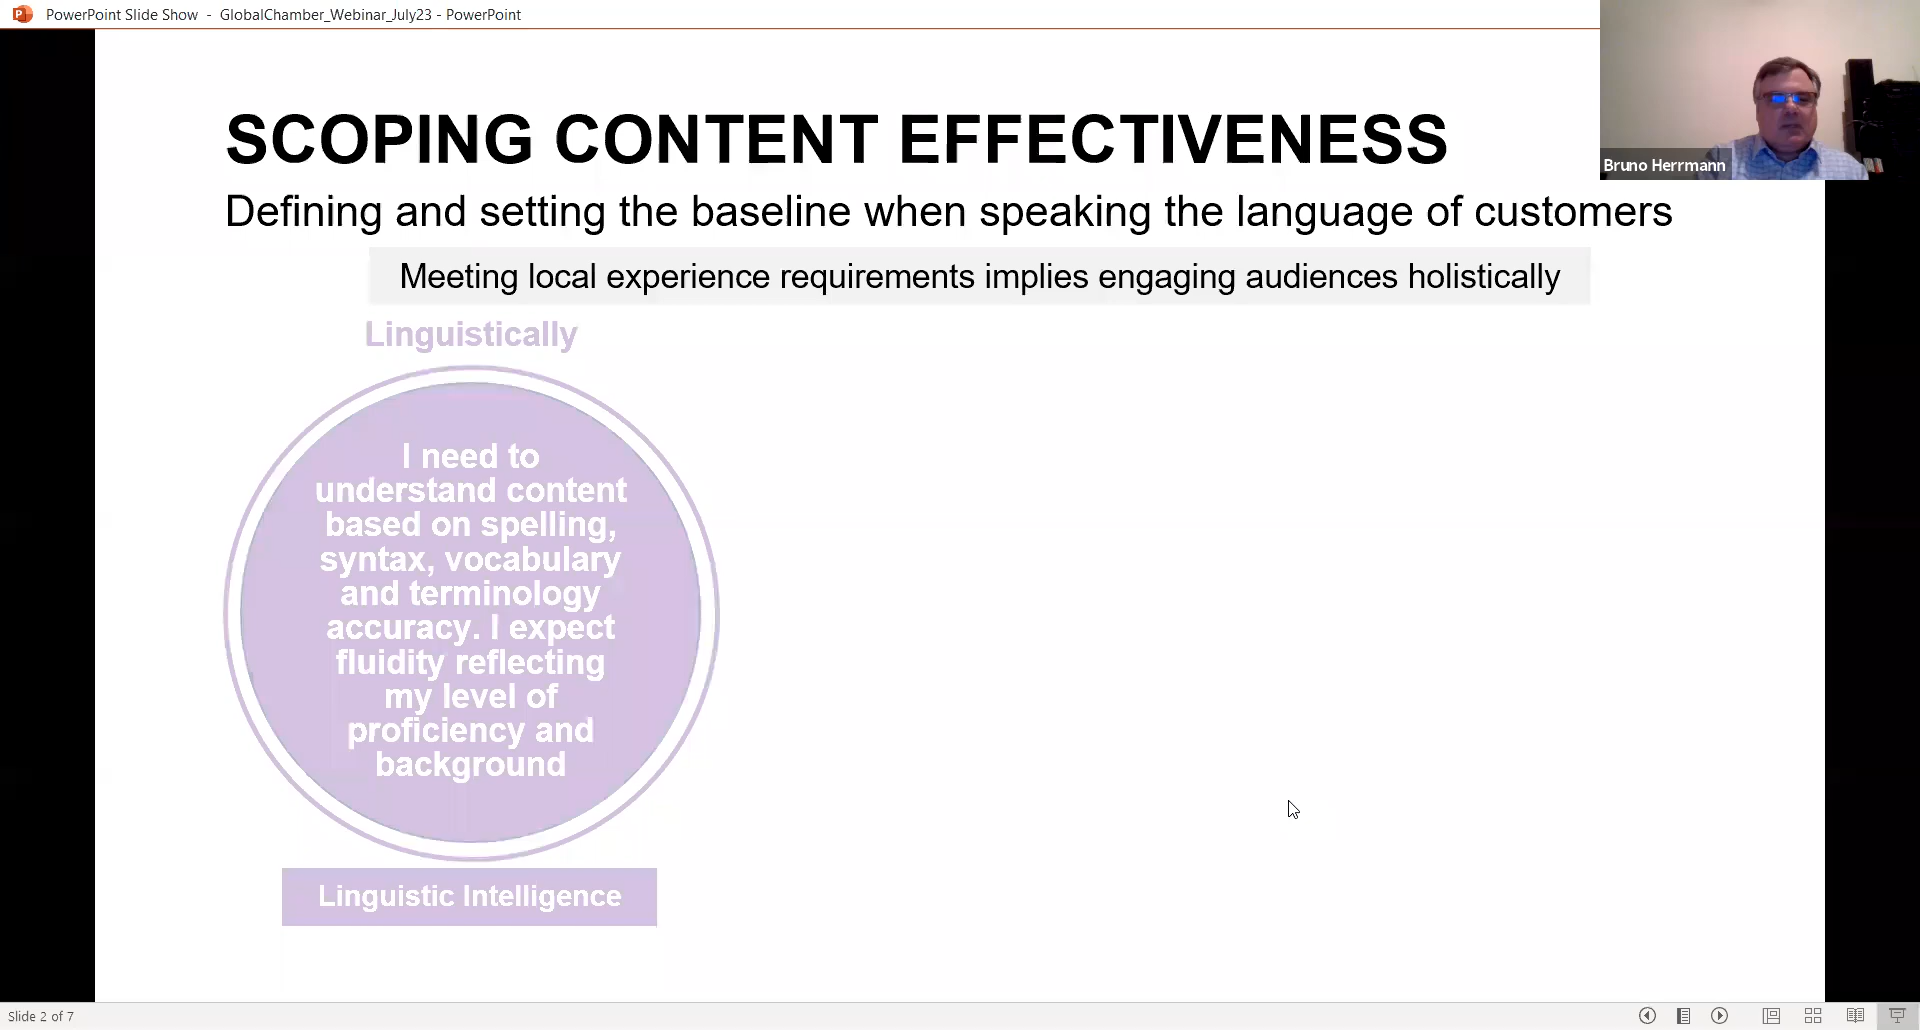 PowerPoint Slide Show - GlobalChamber_Webinar_July23 - PowerPoint
Bruno Herrmann
SCOPING CONTENT EFFECTIVENESS
Defining and setting the baseline when speaking the language of customers
Meeting local experience requirements implies engaging audiences holistically
Linguistically
I need to
understand content
based on spelling,
syntax, vocabulary
and terminology
accuracy. I expect
fluidity reflecting
my level of
proficiency and
background
Linguistic Intelligence
Slide 2 of 7